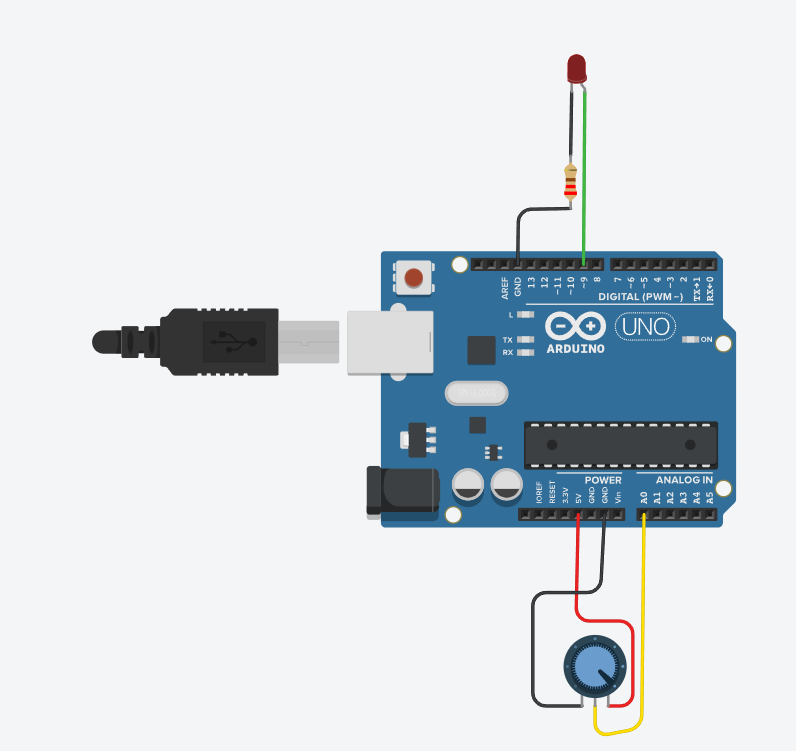 AREF
GND
13
12
~11
~10
~9
8
7
~6
~5
4
~3
2
TX→1
RX←0
DIGITAL (PWM~)
L
TX
RX
UNO
ARDUINO
ON
POWER
ANALOG IN
IOREF
RESET
3.3V
5V
GND
GND
Vin
A0
A1
A2
A3
A4
A5